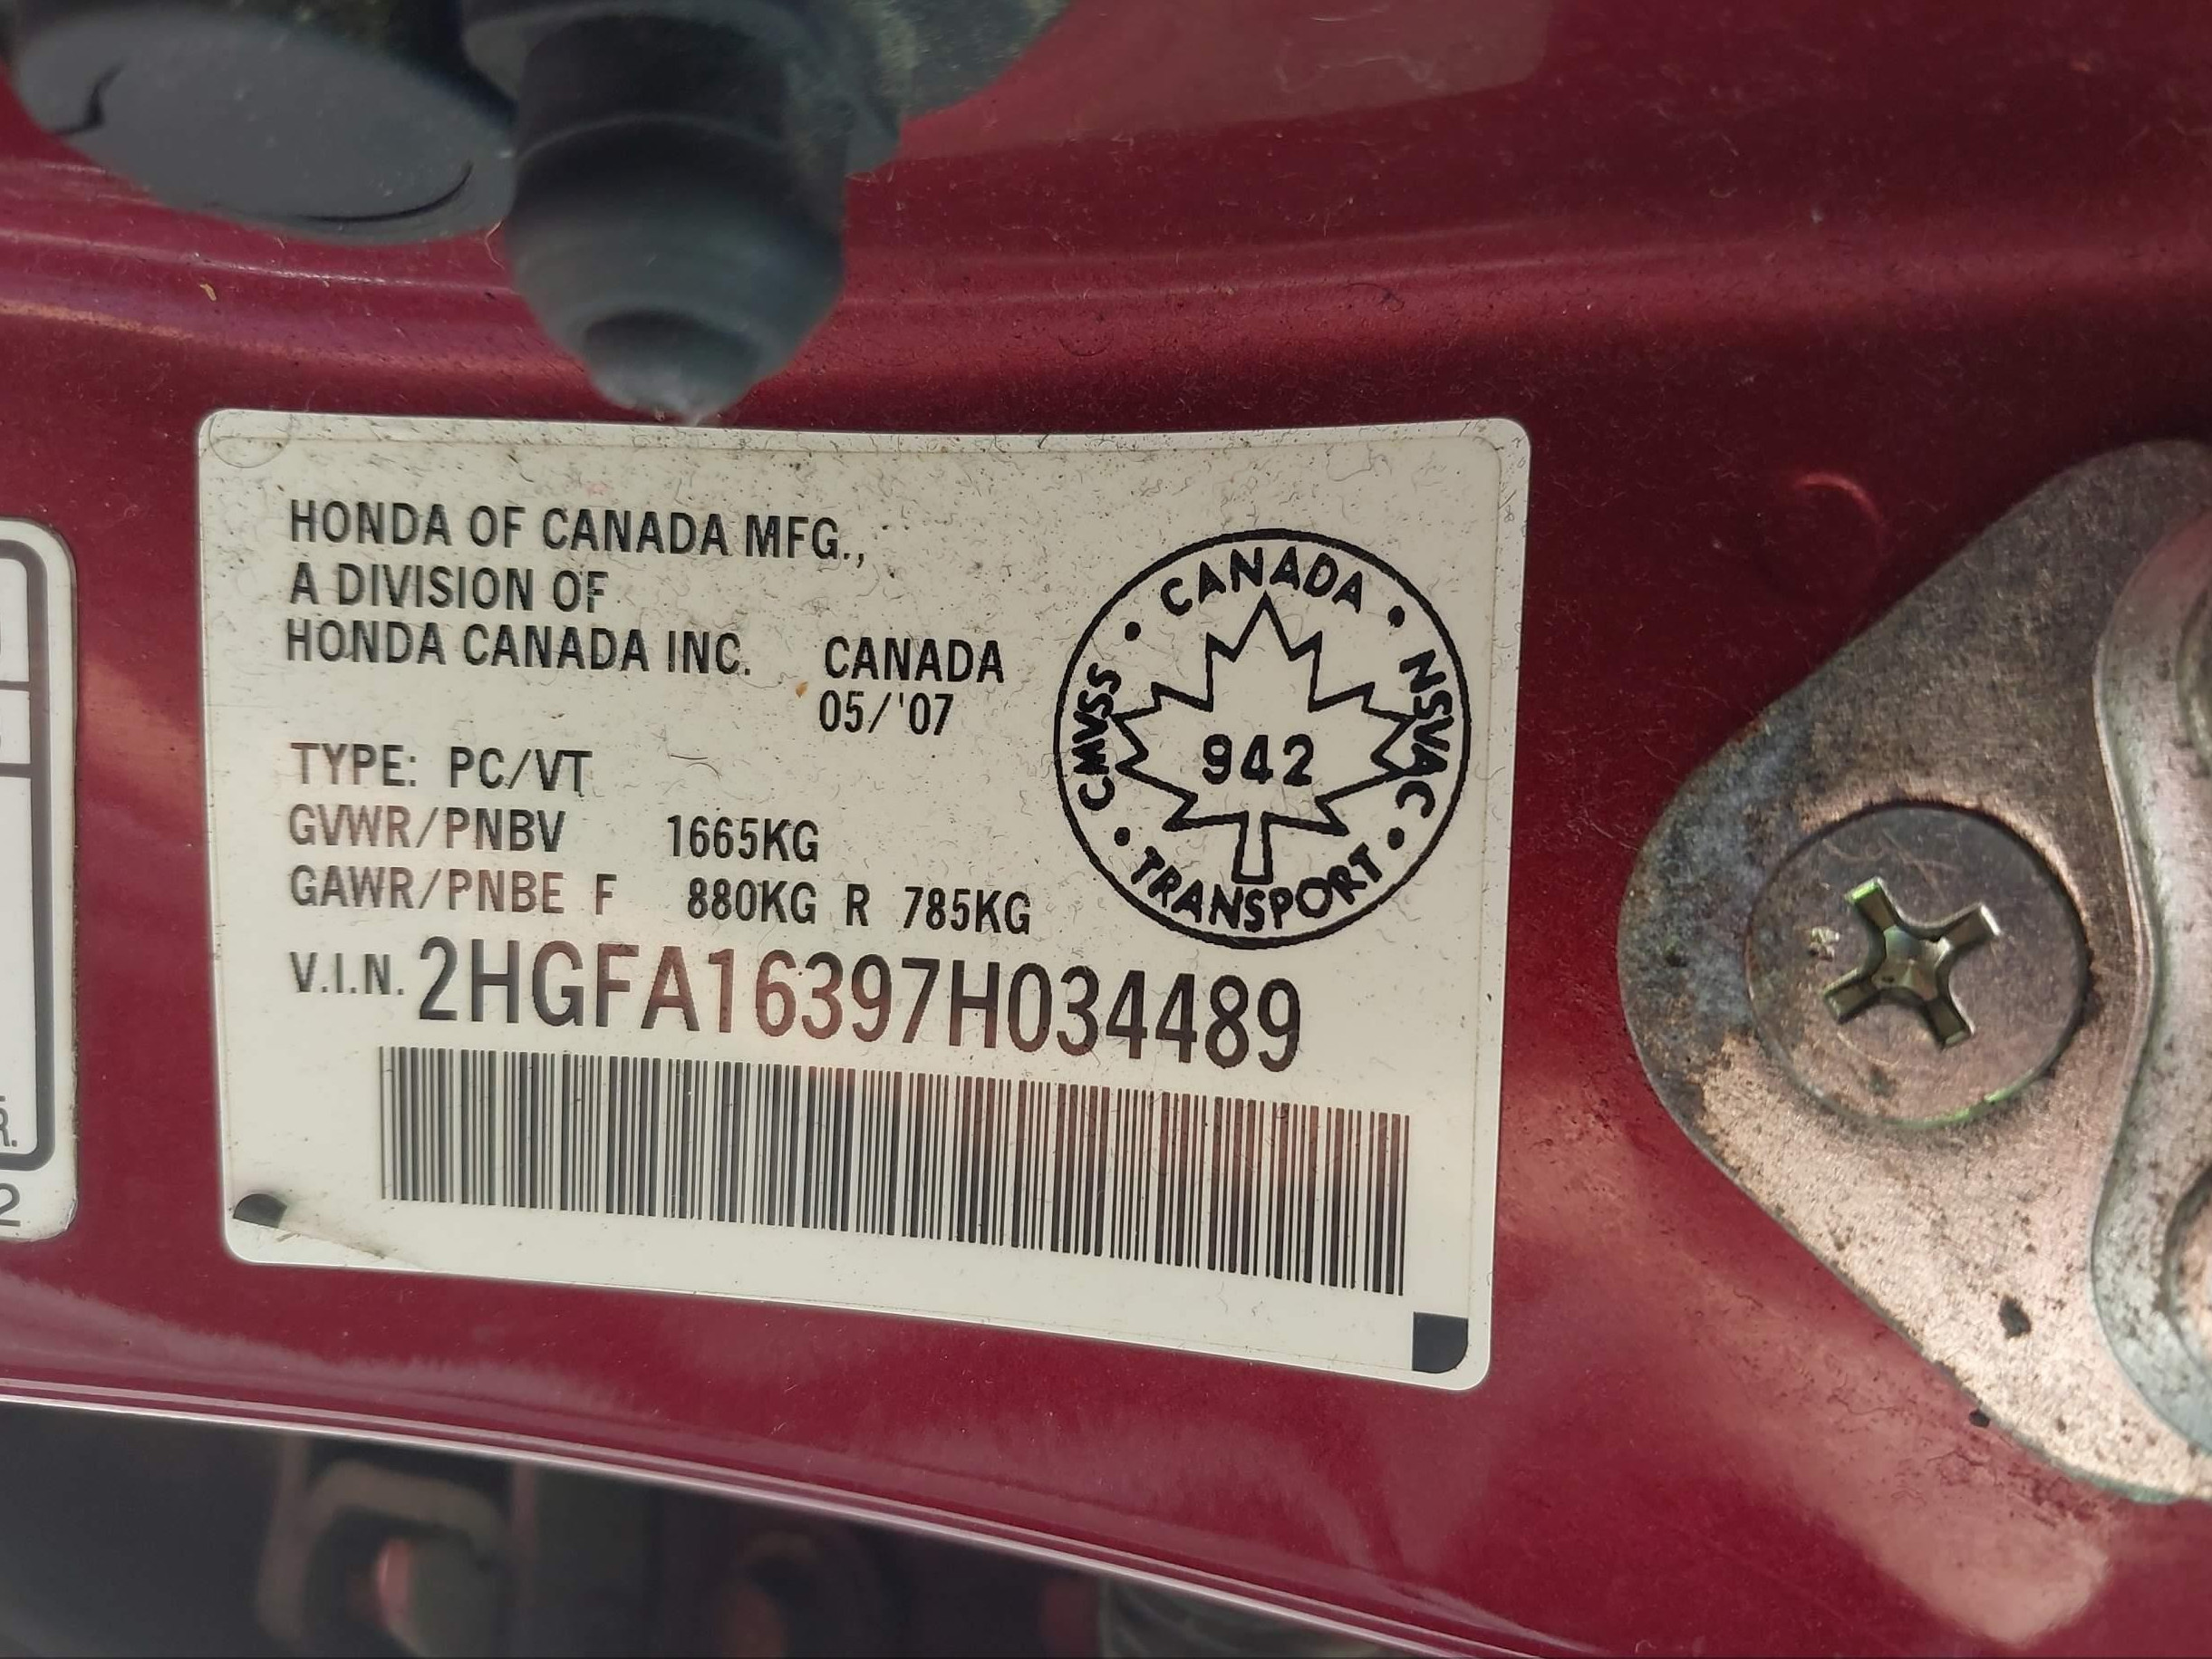 HONDA OF CANADA MFG.,
A DIVISION OF
HONDA CANADA INC. CANADA
05/'07
TYPE: PC/VT
GVWR/PNBV 1665KG
GAWR/PNBE F 880KG R 785KG
V.I.N. 2HGFA16397H034489
CANADA
NSVAC
TRANSPORT
CMVSS
942
2